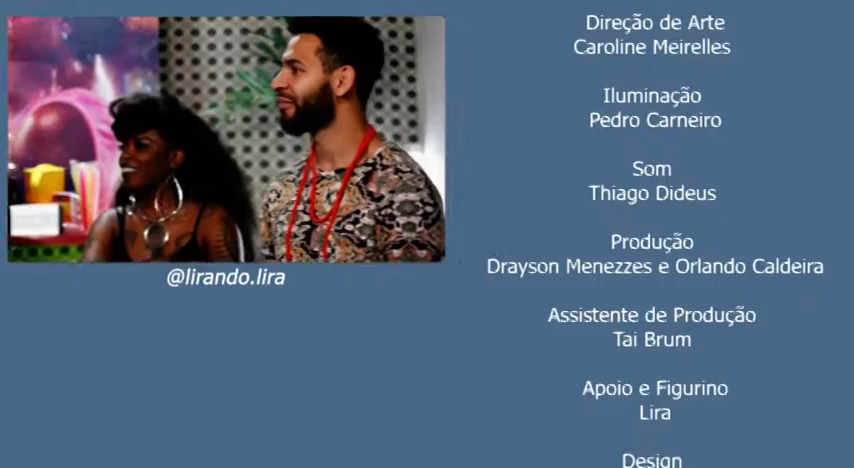 @lirando.lira
Direção de Arte
Caroline Meirelles
Iluminação
Pedro Carneiro
Som
Thiago Dideus
Produção
Drayson Menezzes e Orlando Caldeira
Assistente de Produção
Tai Brum
Apoio e Figurino
Lira
Design